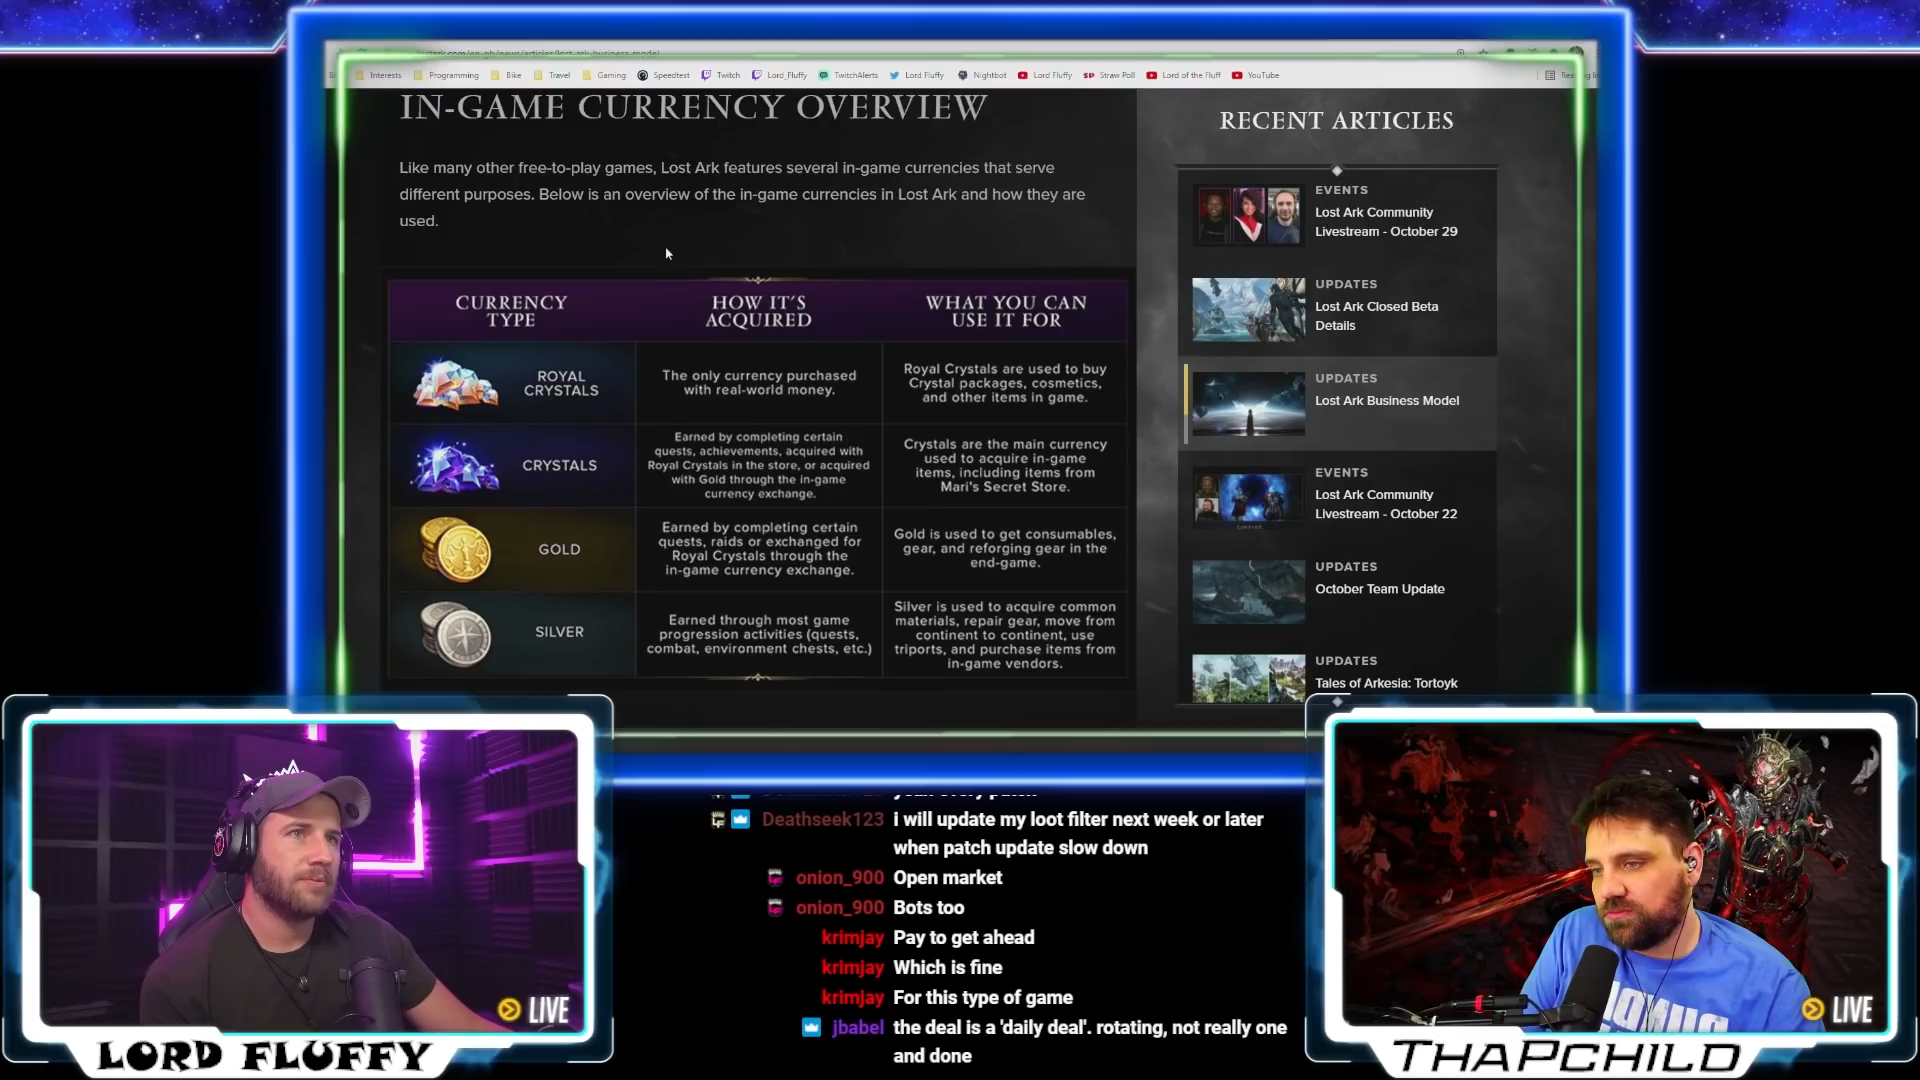 Interests Programming Bike Travel Gaming Speedtest Twitch Lord_Fluffy TwitchAlerts Lord Fluffy Nightbot Lord Fluffy Straw Poll Lord of the Fluff YouTube
IN-GAME CURRENCY OVERVIEW
Like many other free-to-play games, Lost Ark features several in-game currencies that serve
different purposes. Below is an overview of the in-game currencies in Lost Ark and how they are
used.
CURRENCY
TYPE
HOW IT'S
ACQUIRED
WHAT YOU CAN
USE IT FOR
ROYAL
CRYSTALS
The only currency purchased
with real-world money.
Royal Crystals are used to buy
Crystal packages, cosmetics,
and other items in game.
CRYSTALS
Earned by completing certain
quests, achievements, acquired with
Royal Crystals in the store, or acquired
with Gold through the in-game
currency exchange.
Crystals are the main currency
used to acquire in-game
items, including items from
Mari's Secret Store.
GOLD
Earned by completing certain
quests, raids or exchanged for
Royal Crystals through the
in-game currency exchange.
Gold is used to get consumables,
gear, and reforging gear in the
end-game.
SILVER
Earned through most game
progression activities (quests,
combat, environment chests, etc.)
Silver is used to acquire common
materials, repair gear, move from
continent to continent, use
triports, and purchase items from
in-game vendors.
RECENT ARTICLES
EVENTS
Lost Ark Community
Livestream - October 29
UPDATES
Lost Ark Closed Beta
Details
UPDATES
Lost Ark Business Model
EVENTS
Lost Ark Community
Livestream - October 22
UPDATES
October Team Update
UPDATES
Tales of Arkesia: Tortoyk
Deathseek123 i will update my loot filter next week or later
when patch update slow down
onion_900 Open market
onion_900 Bots too
krimjay Pay to get ahead
krimjay Which is fine
krimjay For this type of game
jbabel the deal is a 'daily deal'. rotating, not really one
and done
LIVE
LORD FLUFFY
LIVE
THAPCHILD